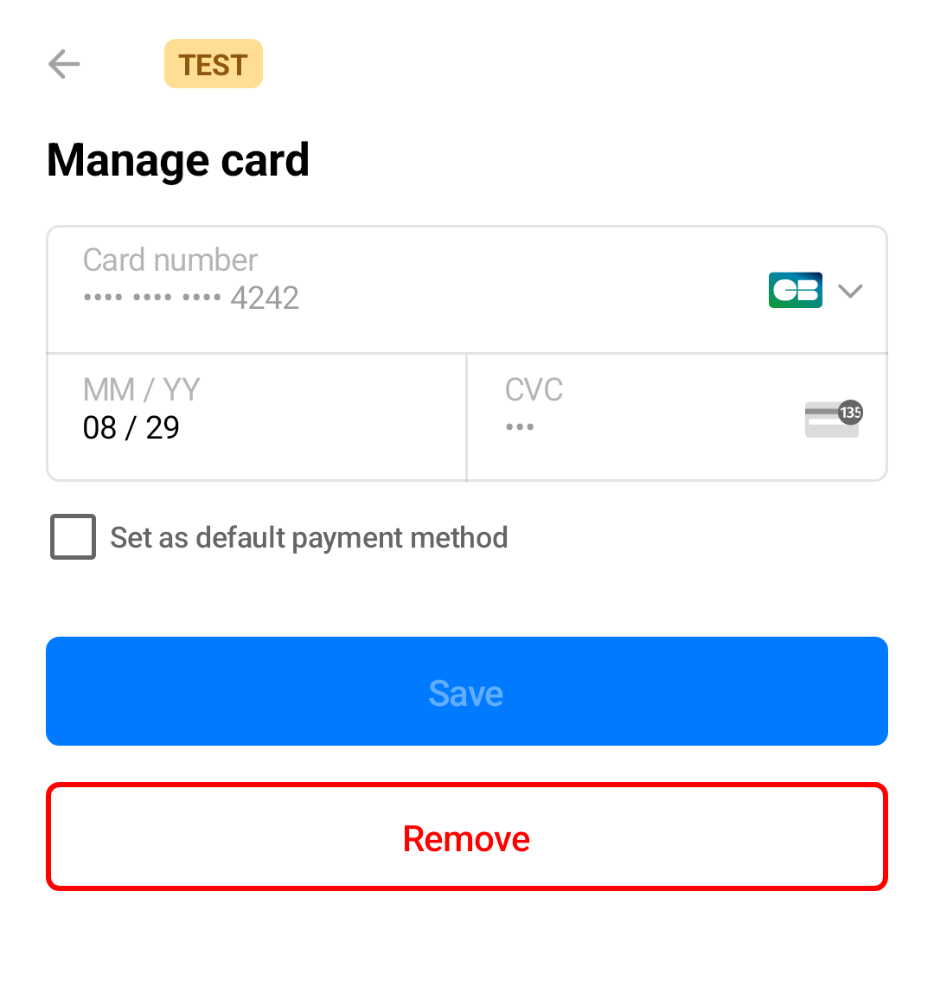 TEST
Manage card
Card number
•••• •••• •••• 4242
CB
MM / YY
08 / 29
CVC
•••
135
Set as default payment method
Save
Remove